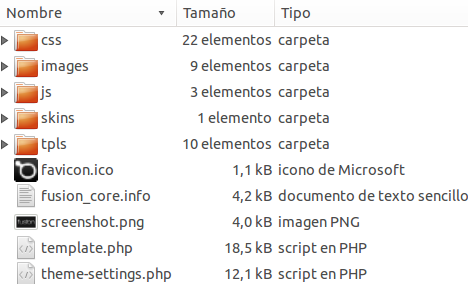 Nombre Tamaño Tipo
css 22 elementos carpeta
images 9 elementos carpeta
js 3 elementos carpeta
skins 1 elemento carpeta
tpls 10 elementos carpeta
favicon.ico 1,1 kB icono de Microsoft
fusion_core.info 4,2 kB documento de texto sencillo
screenshot.png 4,0 kB imagen PNG
template.php 18,5 kB script en PHP
theme-settings.php 12,1 kB script en PHP